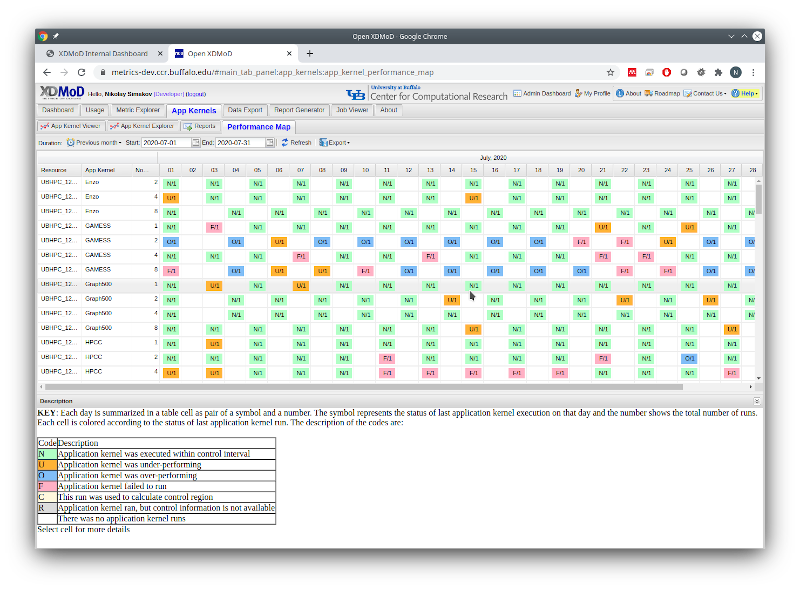 Open XDMoD - Google Chrome
XDMoD Internal Dashboard
Open XDMoD
metrics-dev.ccr.buffalo.edu/#main_tab_panel:app_kernels:app_kernel_performance_map
XDMoD Hello, Nikolay Simakov (Developer) (logout)
University at Buffalo
UB Center for Computational Research
Admin Dashboard My Profile About Roadmap Contact Us Help
Dashboard Usage Metric Explorer App Kernels Data Export Report Generator Job Viewer About
App Kernel Viewer App Kernel Explorer Reports Performance Map
Duration: Previous month Start: 2020-07-01 End: 2020-07-31 Refresh Export
July, 2020
Resource App Kernel No... 01 02 03 04 05 06 07 08 09 10 11 12 13 14 15 16 17 18 19 20 21 22 23 24 25 26 27 28
UBHPC_12... Enzo 2 N/1 N/1 N/1 N/1 N/1 N/1 N/1 N/1 N/1 N/1 N/1 N/1 N/1 N/1
UBHPC_12... Enzo 4 U/1 N/1 N/1 N/1 N/1 N/1 N/1 U/1 N/1 N/1 N/1 N/1 N/1 N/1
UBHPC_12... Enzo 8 N/1 N/1 N/1 N/1 N/1 N/1 N/1 N/1 N/1 N/1 N/1 N/1 N/1
UBHPC_12... GAMESS 1 N/1 F/1 N/1 N/1 N/1 N/1 N/1 N/1 N/1 N/1 U/1 N/1 U/1 N/1
UBHPC_12... GAMESS 2 O/1 O/1 U/1 O/1 O/1 O/1 O/1 O/1 O/1 F/1 F/1 U/1 O/1
UBHPC_12... GAMESS 4 N/1 N/1 N/1 F/1 N/1 N/1 F/1 N/1 N/1 N/1 F/1 F/1 N/1 N/1
UBHPC_12... GAMESS 8 F/1 O/1 U/1 U/1 F/1 O/1 O/1 O/1 O/1 O/1 F/1 F/1 O/1
UBHPC_12... Graph500 1 N/1 U/1 N/1 U/1 N/1 N/1 N/1 N/1 N/1 N/1 N/1 N/1 N/1 N/1
UBHPC_12... Graph500 2 N/1 N/1 N/1 N/1 N/1 N/1 U/1 N/1 N/1 N/1 U/1 N/1 U/1
UBHPC_12... Graph500 4 N/1 N/1 N/1 N/1 N/1 N/1 N/1 N/1 N/1 N/1 N/1 N/1 N/1
UBHPC_12... Graph500 8 N/1 N/1 N/1 N/1 N/1 N/1 N/1 U/1 N/1 N/1 N/1 N/1 N/1 U/1
UBHPC_12... HPCC 1 N/1 U/1 N/1 N/1 N/1 N/1 N/1 N/1 N/1 N/1 N/1 N/1 N/1 N/1
UBHPC_12... HPCC 2 N/1 N/1 N/1 N/1 N/1 F/1 N/1 N/1 N/1 N/1 F/1 N/1 O/1 N/1
UBHPC_12... HPCC 4 U/1 U/1 N/1 N/1 N/1 F/1 F/1 F/1 F/1 F/1 N/1 N/1 N/1 F/1
Description
KEY: Each day is summarized in a table cell as pair of a symbol and a number. The symbol represents the status of last application kernel execution on that day and the number shows the total number of runs.
Each cell is colored according to the status of last application kernel run. The description of the codes are:
Code Description
N Application kernel was executed within control interval
U Application kernel was under-performing
O Application kernel was over-performing
F Application kernel failed to run
C This run was used to calculate control region
R Application kernel ran, but control information is not available
There was no application kernel runs
Select cell for more details